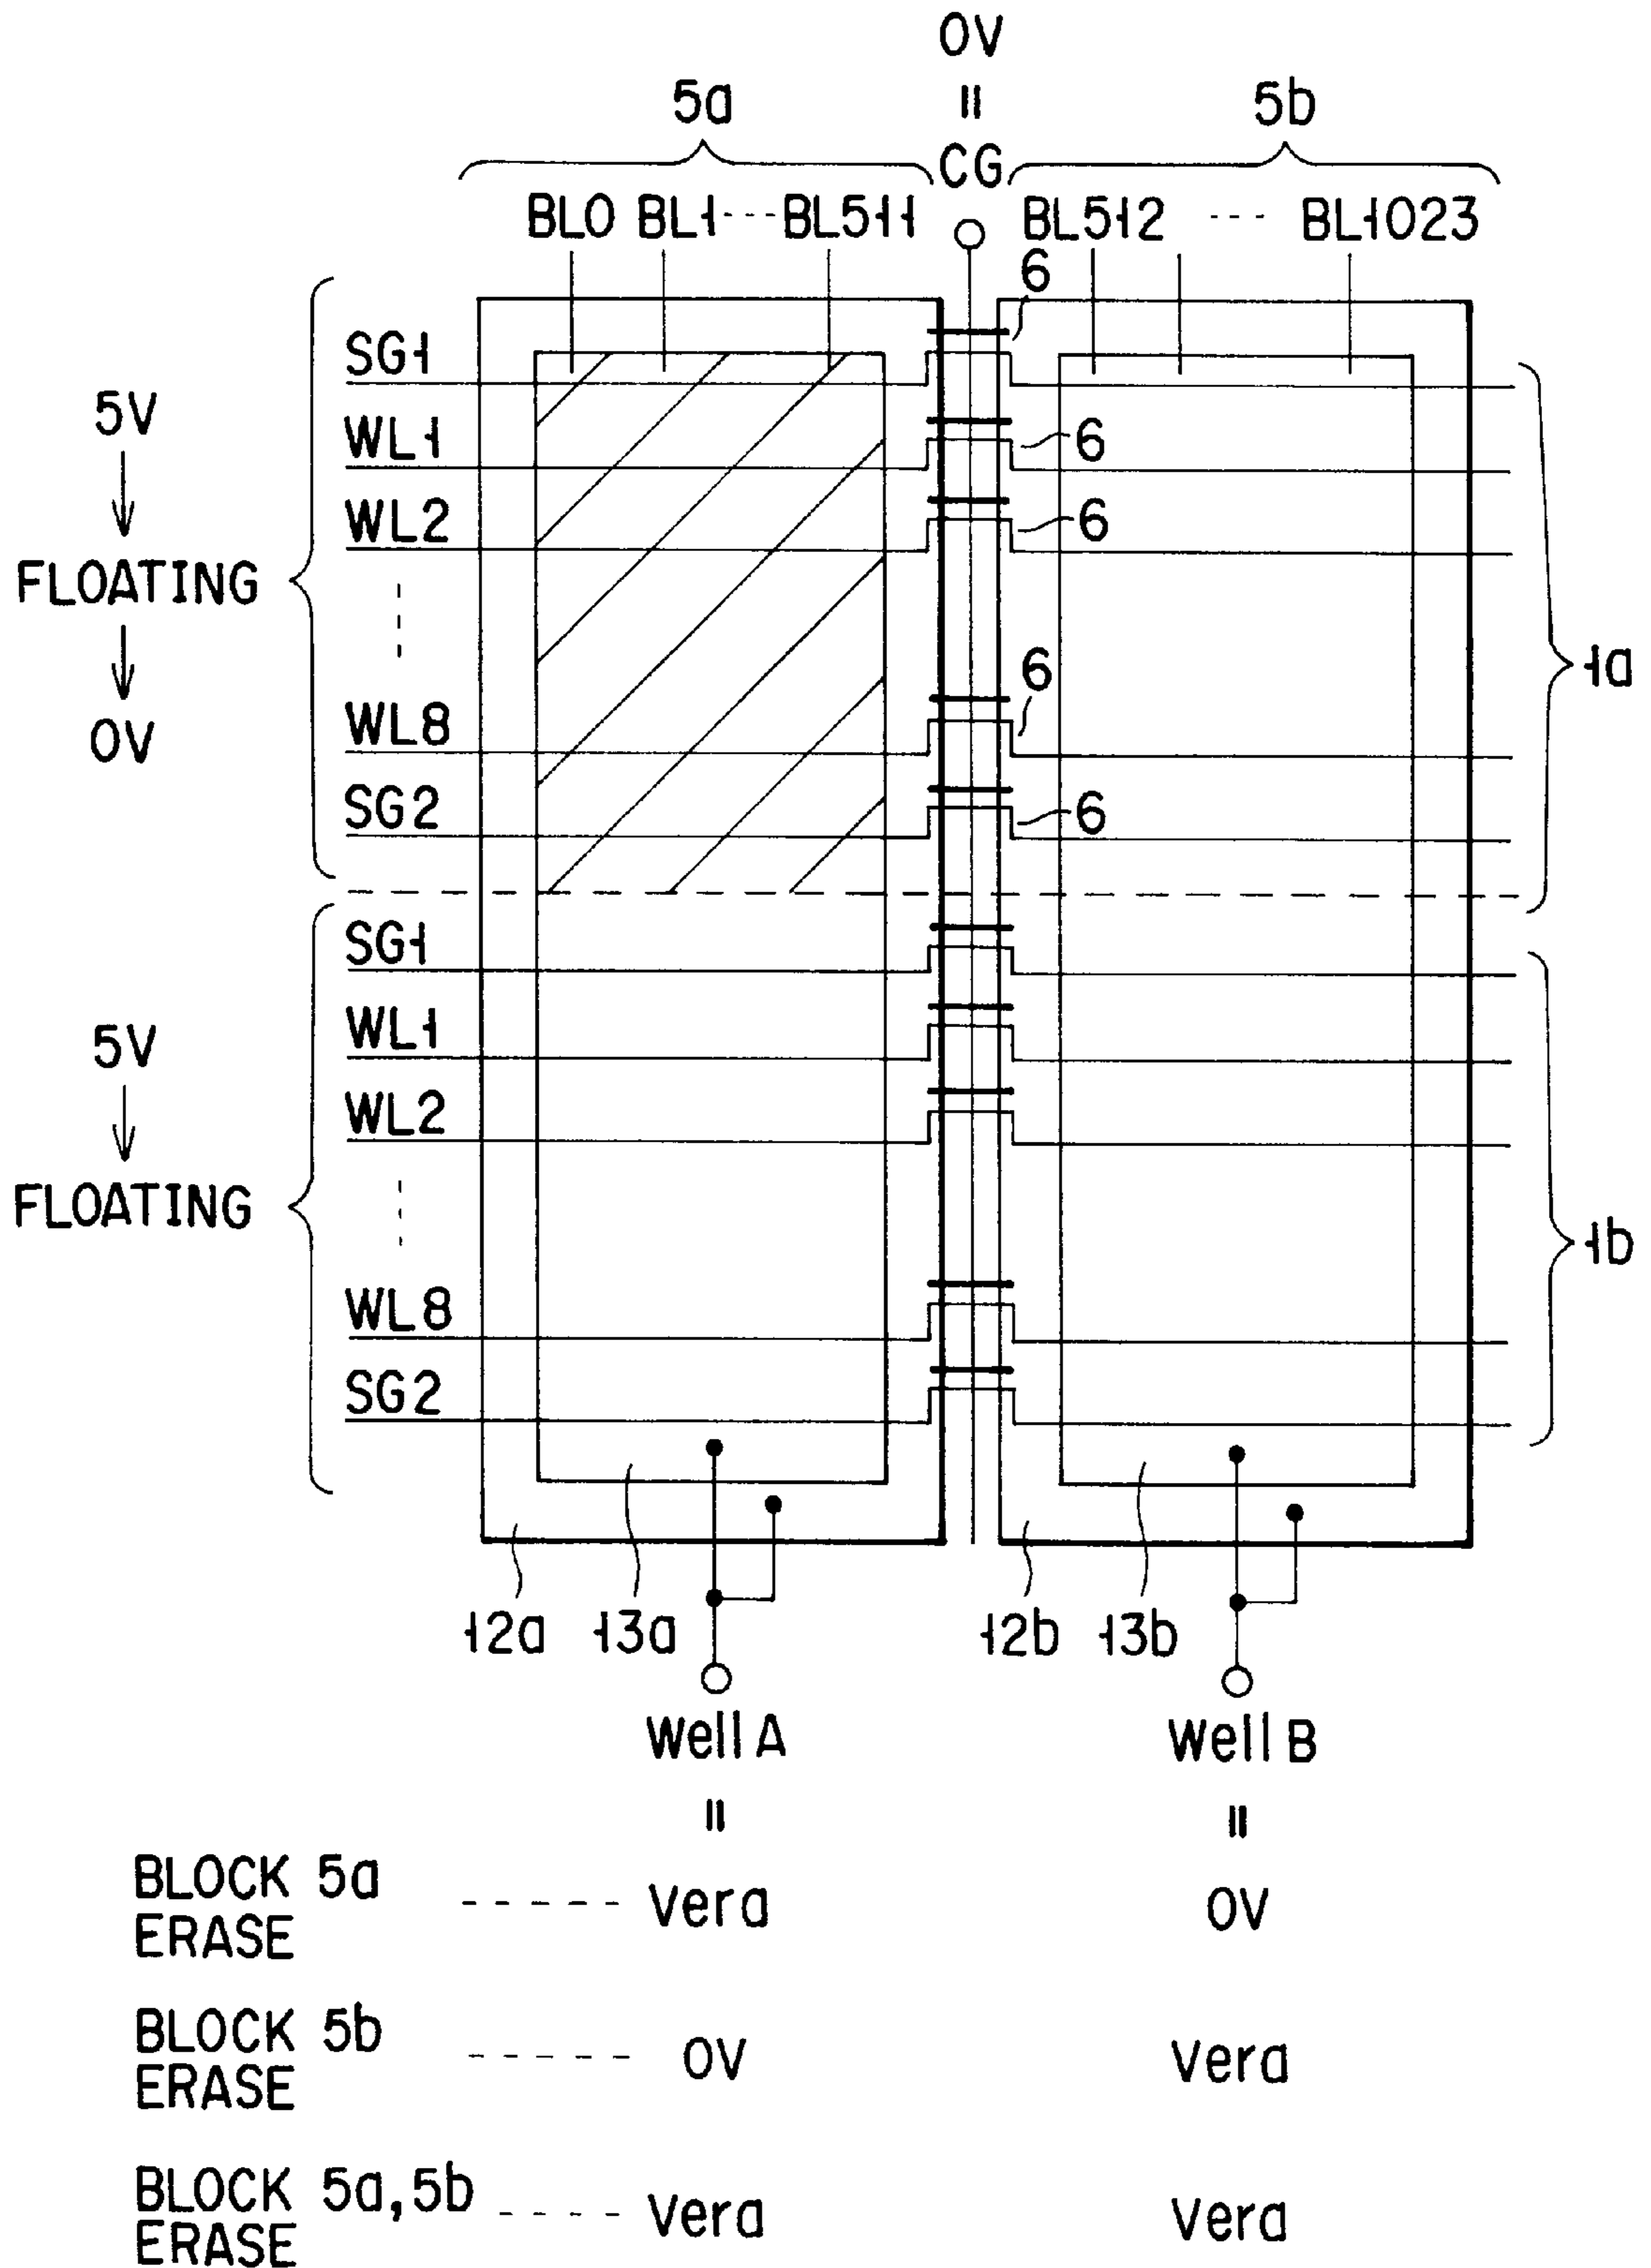 0V
=
CG
5a
5b
BL0 BL1 --- BL511
BL512 --- BL1023
6
SG1
WL1
6
WL2
6
6
WL8
SG2
6
5V
FLOATING
0V
1a
SG1
WL1
WL2
WL8
SG2
5V
FLOATING
1b
12a 13a
12b 13b
Well A
=
Well B
=
BLOCK 5a
ERASE ----- Vera 0V
BLOCK 5b
ERASE ----- 0V Vera
BLOCK 5a,5b
ERASE ---- Vera Vera